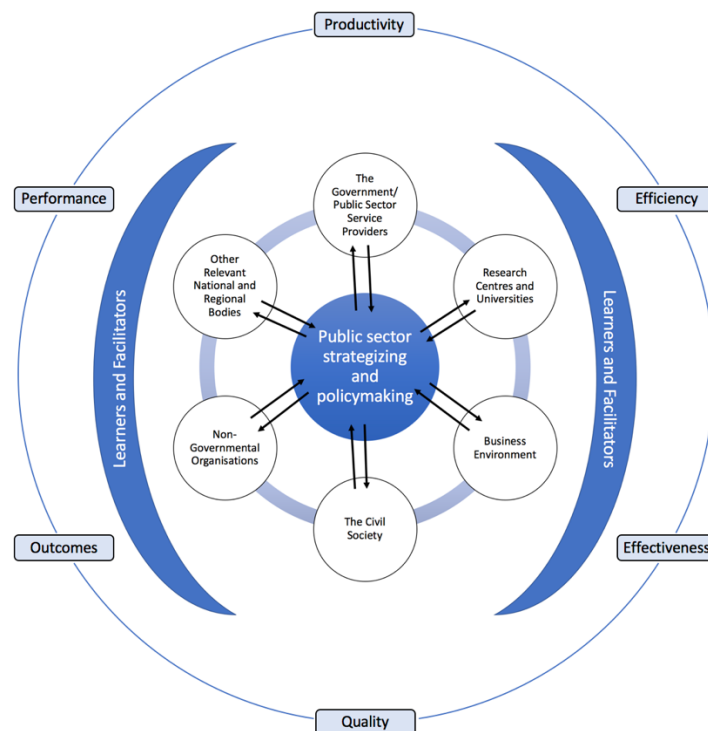 Productivity
Performance
Efficiency
The
Government/
Public Sector
Service
Providers
Other
Relevant
National and
Regional
Bodies
Research
Centres and
Universities
Learners and Facilitators
Public sector
strategizing
and
policymaking
Learners and Facilitators
Non-
Governmental
Organisations
Business
Environment
The Civil
Society
Outcomes
Effectiveness
Quality